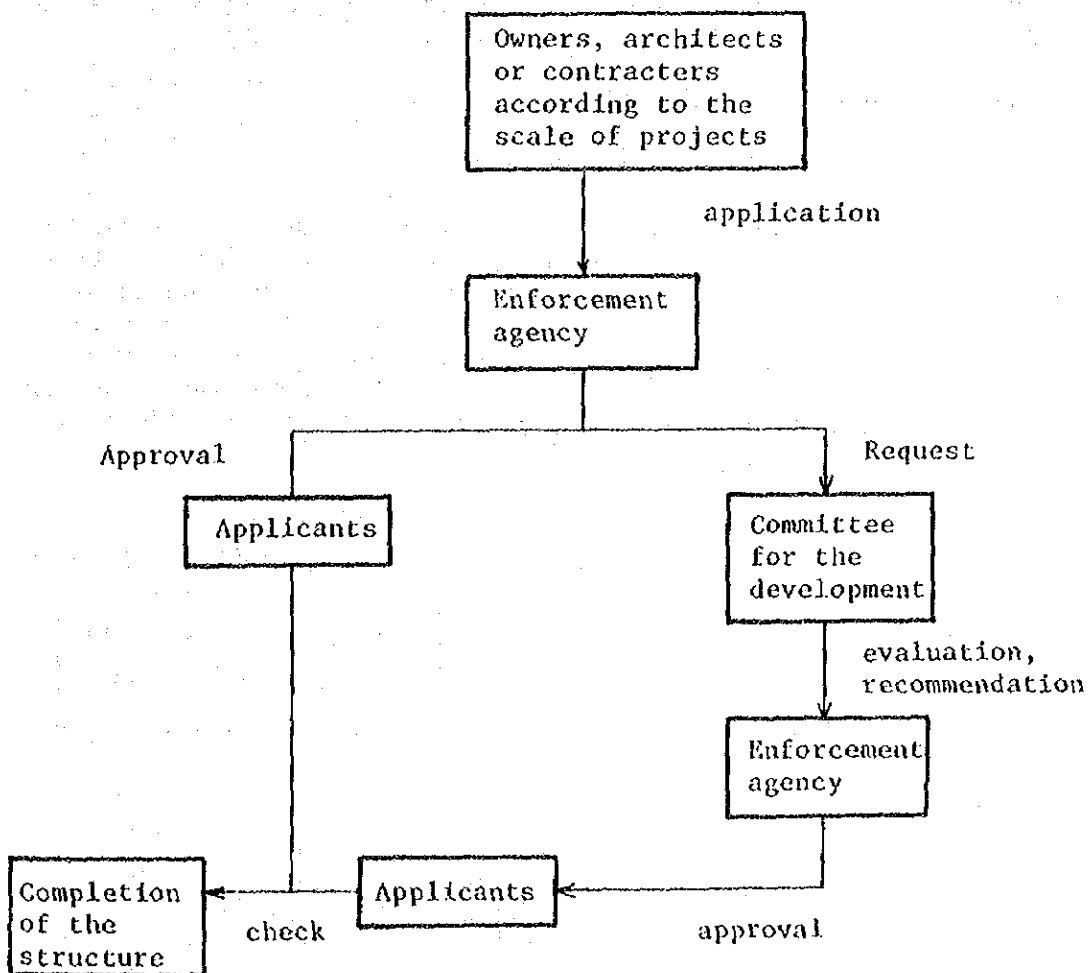 Owners, architects
or contracters
according to the
scale of projects
application
Enforcement
agency
Approval
Request
Applicants
Committee
for the
development
evaluation,
recommendation
Enforcement
agency
Completion
of the
structure
check
Applicants
approval